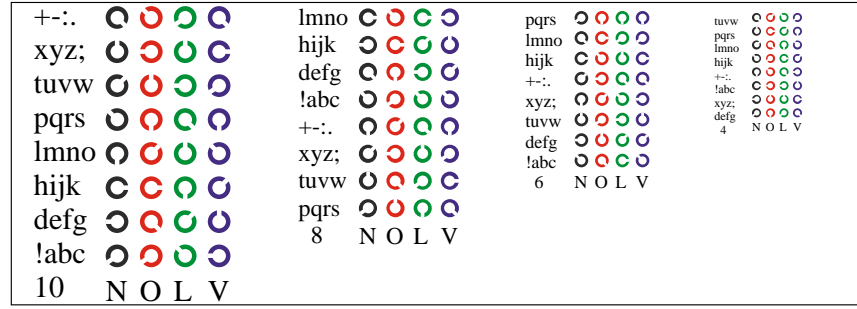 +-:.
xyz;
tuvw
pqrs
lmno
hijk
defg
!abc
10 N O L V
lmno
hijk
defg
!abc
+-:.
xyz;
tuvw
pqrs
8 N O L V
pqrs
lmno
hijk
+-:.
xyz;
tuvw
defg
!abc
6 N O L V
tuvw
pqrs
lmno
hijk
+-:.
!abc
xyz;
defg
4 N O L V